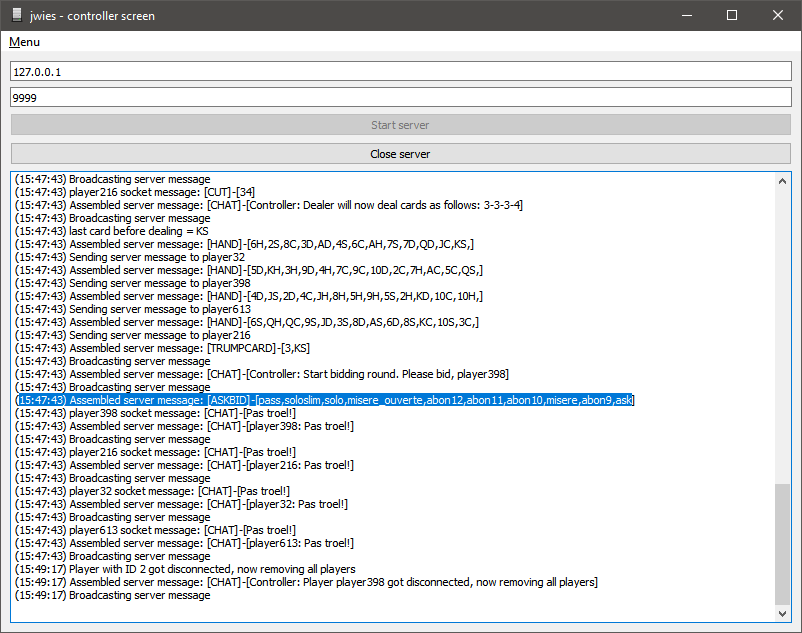 jwies - controller screen
Menu
127.0.0.1
9999
Start server
Close server
(15:47:43) Broadcasting server message
(15:47:43) player216 socket message: [CUT]-[34]
(15:47:43) Assembled server message: [CHAT]-[Controller: Dealer will now deal cards as follows: 3-3-3-4]
(15:47:43) Broadcasting server message
(15:47:43) last card before dealing = KS
(15:47:43) Assembled server message: [HAND]-[6H,2S,8C,3D,AD,4S,6C,AH,7S,7D,QD,JC,KS,]
(15:47:43) Sending server message to player32
(15:47:43) Assembled server message: [HAND]-[5D,KH,3H,9D,4H,7C,9C,10D,2C,7H,AC,5C,QS,]
(15:47:43) Sending server message to player398
(15:47:43) Assembled server message: [HAND]-[4D,JS,2D,4C,JH,8H,5H,9H,5S,2H,KD,10C,10H,]
(15:47:43) Sending server message to player613
(15:47:43) Assembled server message: [HAND]-[6S,QH,QC,9S,JD,3S,8D,AS,6D,8S,KC,10S,3C,]
(15:47:43) Sending server message to player216
(15:47:43) Assembled server message: [TRUMPCARD]-[3,KS]
(15:47:43) Broadcasting server message
(15:47:43) Assembled server message: [CHAT]-[Controller: Start bidding round. Please bid, player398]
(15:47:43) Broadcasting server message
(15:47:43) Assembled server message: [ASKBID]-[pass,soloslim,solo,misere_ouverte,abon12,abon11,abon10,misere,abon9,ask]
(15:47:43) player398 socket message: [CHAT]-[Pas troel!]
(15:47:43) Assembled server message: [CHAT]-[player398: Pas troel!]
(15:47:43) Broadcasting server message
(15:47:43) player216 socket message: [CHAT]-[Pas troel!]
(15:47:43) Assembled server message: [CHAT]-[player216: Pas troel!]
(15:47:43) Broadcasting server message
(15:47:43) player32 socket message: [CHAT]-[Pas troel!]
(15:47:43) Assembled server message: [CHAT]-[player32: Pas troel!]
(15:47:43) Broadcasting server message
(15:47:43) player613 socket message: [CHAT]-[Pas troel!]
(15:47:43) Assembled server message: [CHAT]-[player613: Pas troel!]
(15:47:43) Broadcasting server message
(15:49:17) Player with ID 2 got disconnected, now removing all players
(15:49:17) Assembled server message: [CHAT]-[Controller: Player player398 got disconnected, now removing all players]
(15:49:17) Broadcasting server message